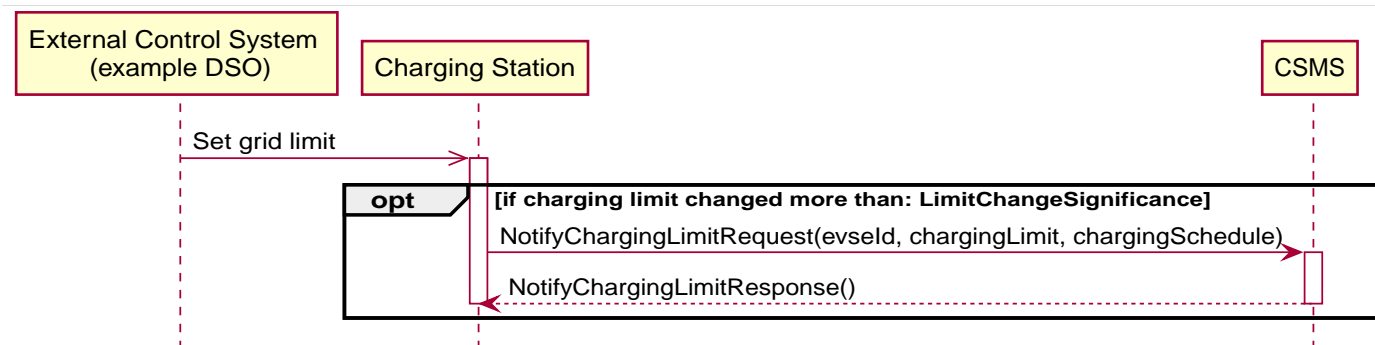 External Control System
(example DSO)
Charging Station
CSMS
Set grid limit
opt
[if charging limit changed more than: LimitChangeSignificance]
NotifyChargingLimitRequest(evseId, chargingLimit, chargingSchedule)
NotifyChargingLimitResponse()